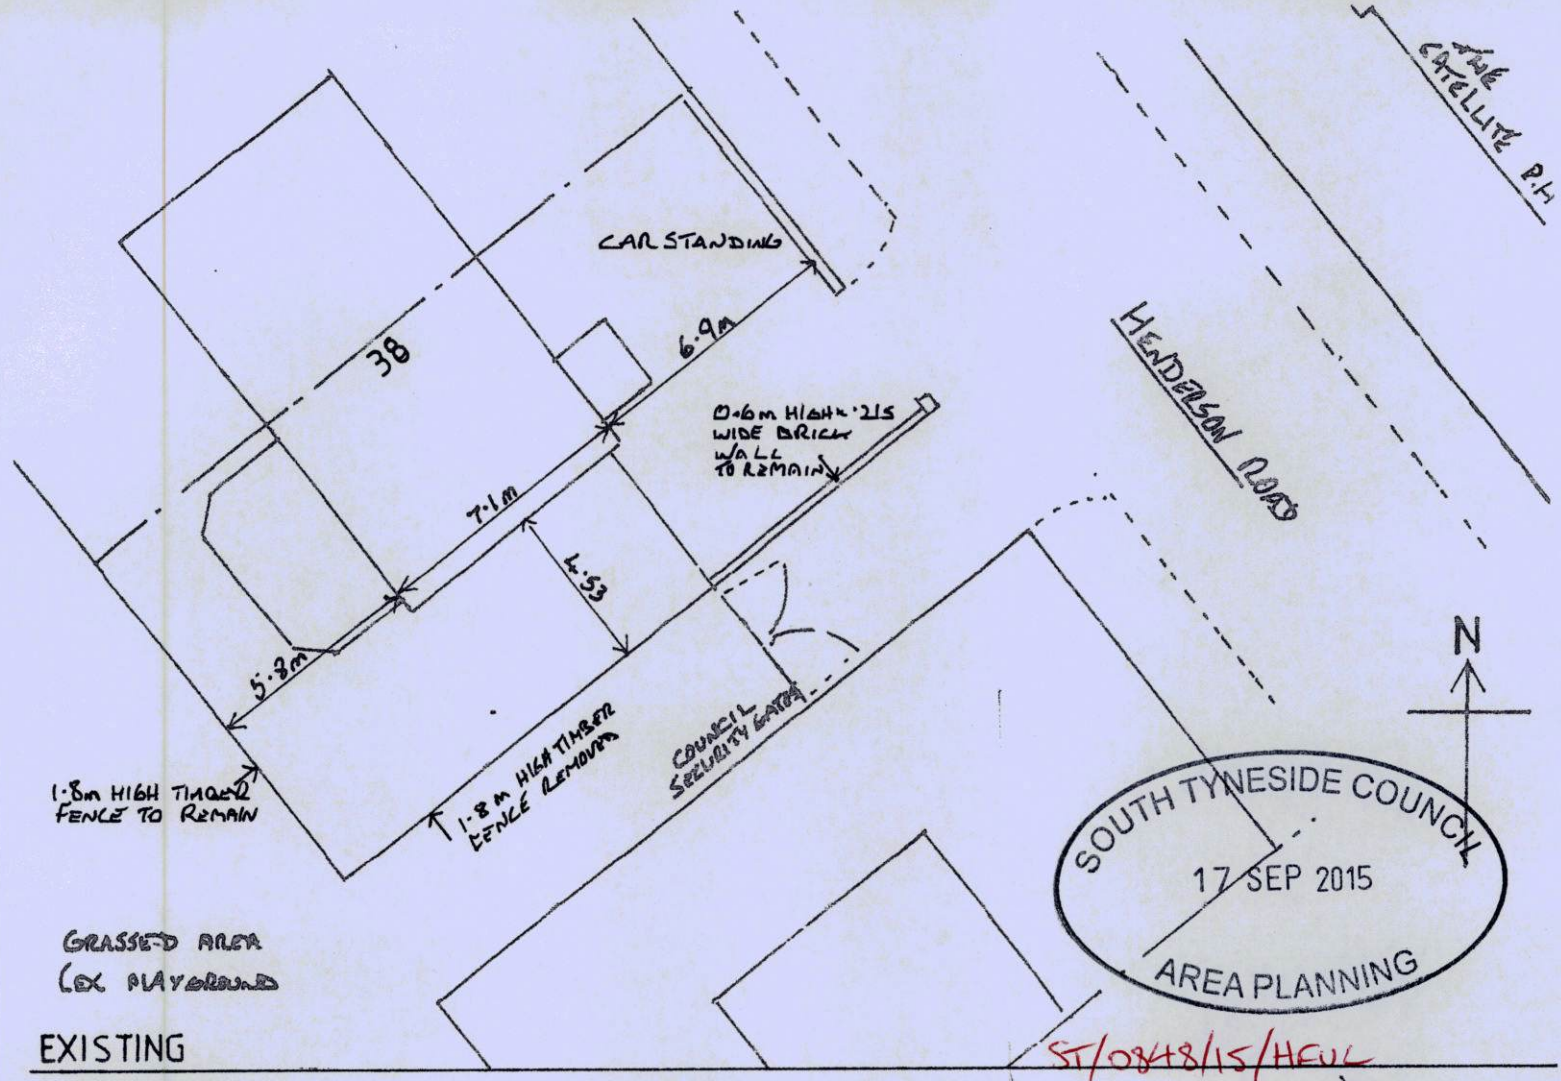 THE
SATELLITE P.H
CAR STANDING
6.9m
38
HENDERSON ROAD
0.6m HIGH x .215
WIDE BRICK
WALL
TO REMAIN
7.1m
4.53
5.8m
N
COUNCIL
SECURITY GATES
1.8m HIGH TIMBER
FENCE REMOVED
1.8m HIGH TIMBER
FENCE TO REMAIN
SOUTH TYNESIDE COUNCIL
17 SEP 2015
AREA PLANNING
GRASSED AREA
(EX PLAYGROUND
EXISTING
ST/0848/15/HFUL